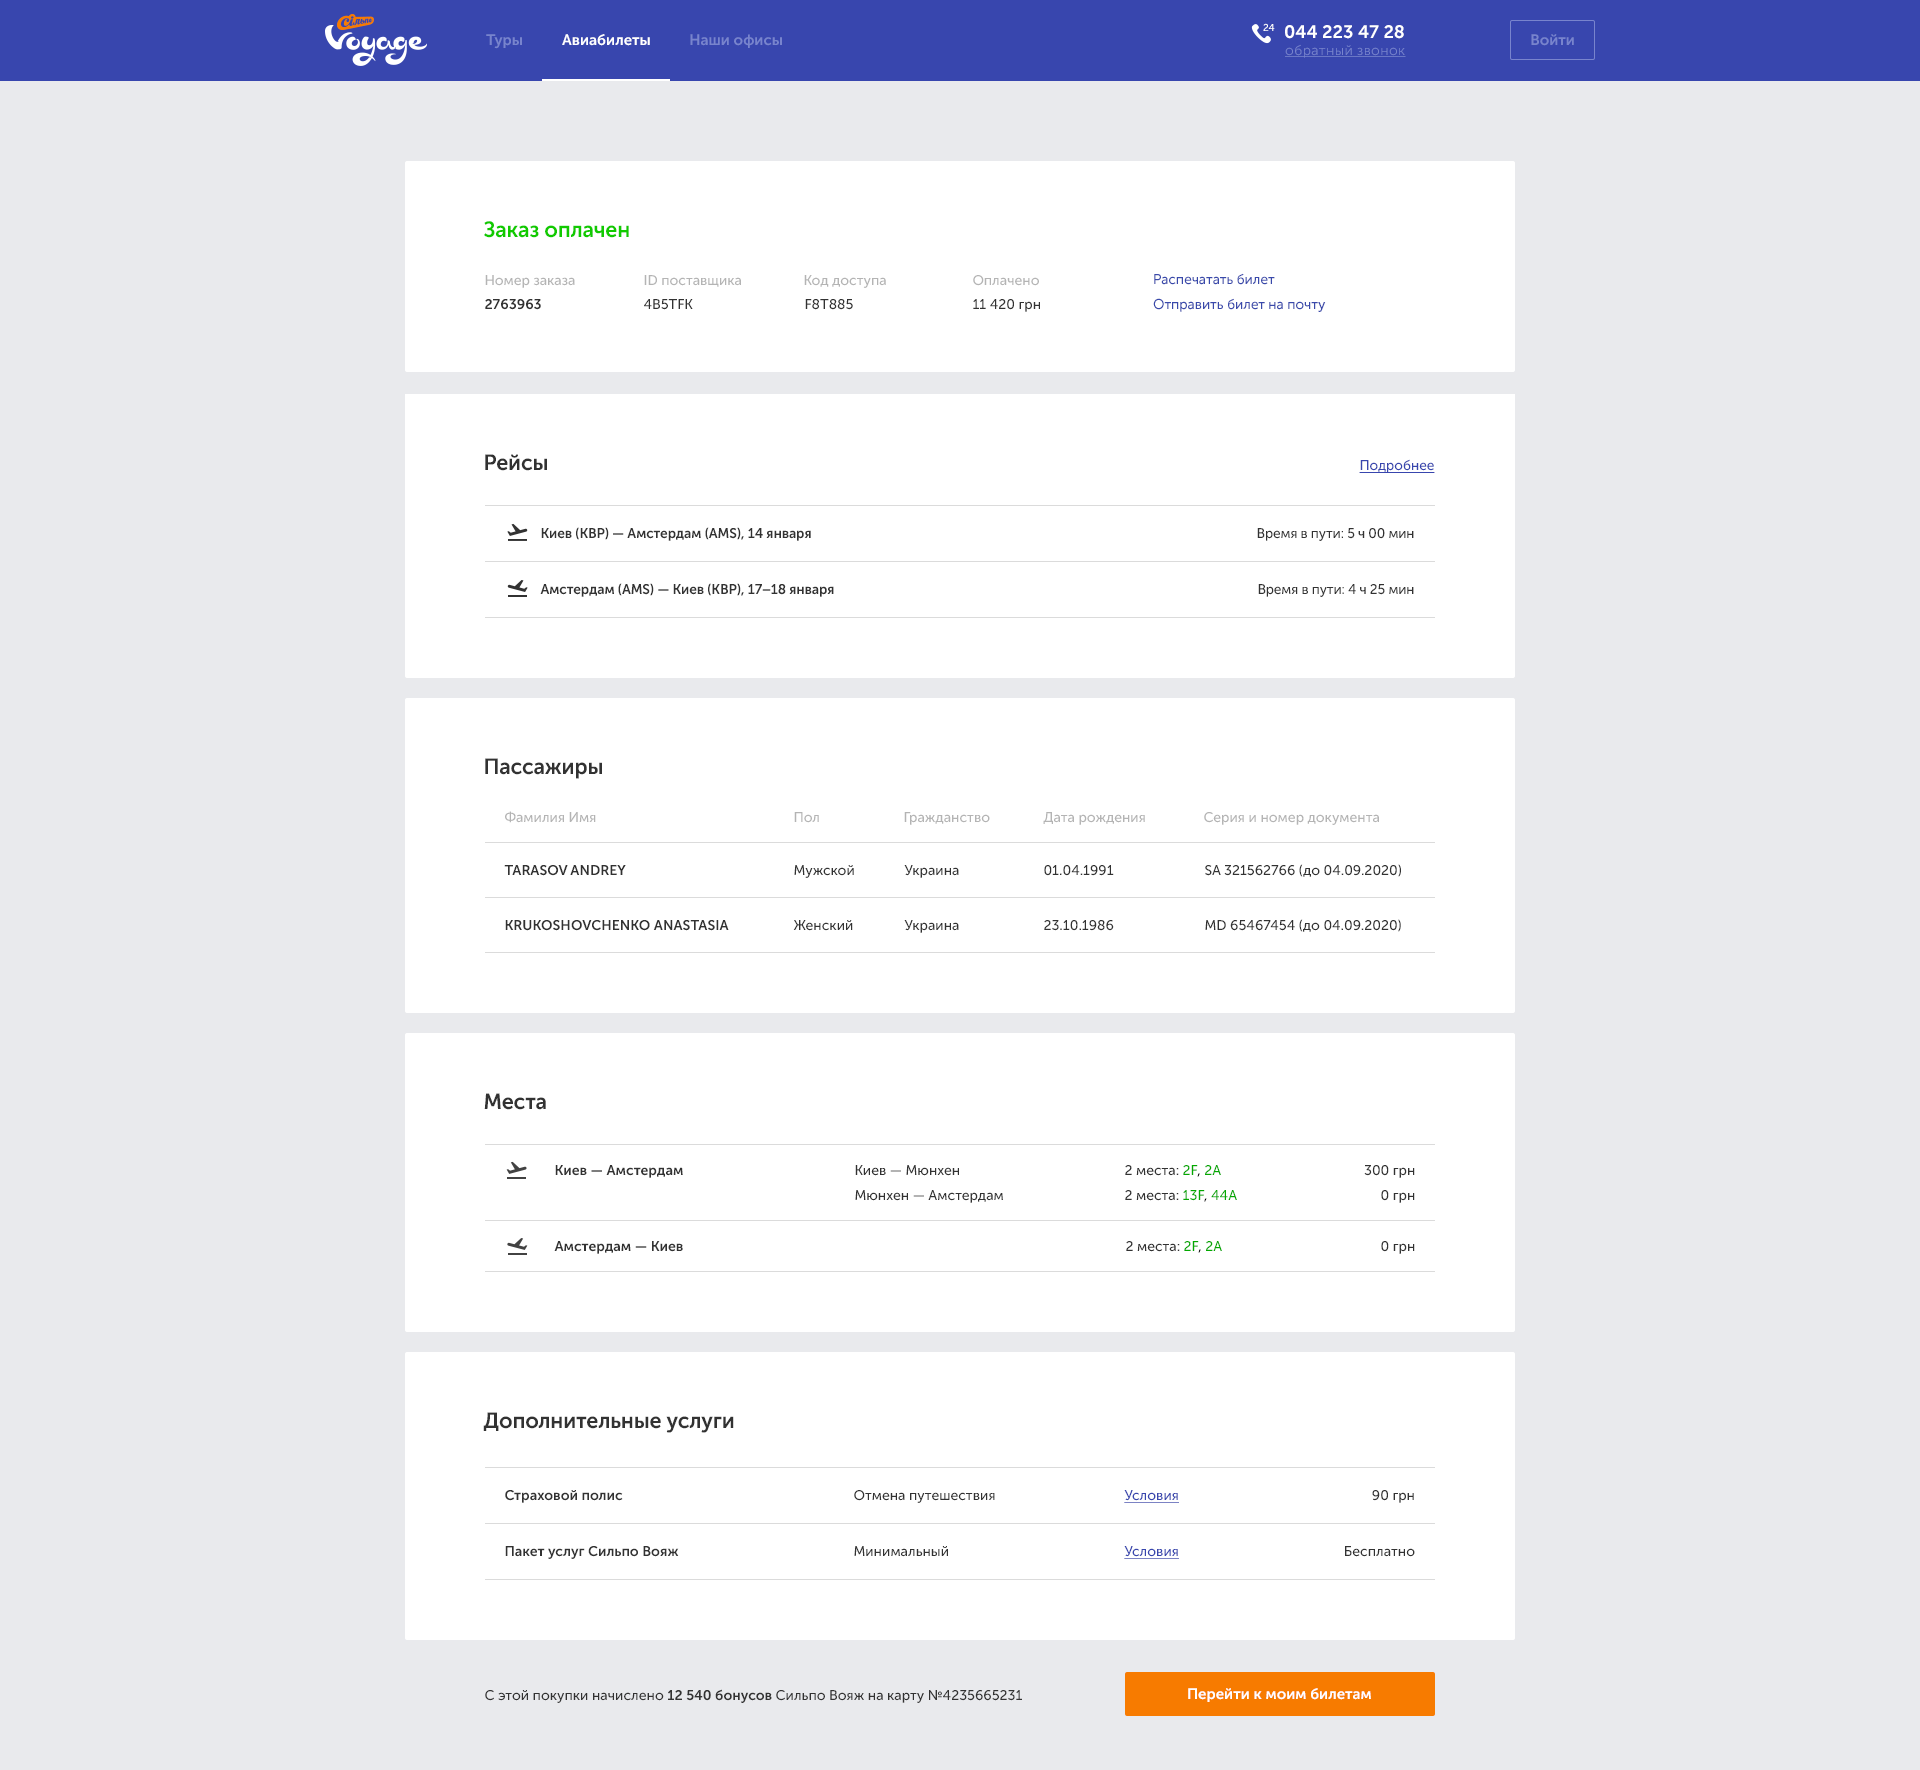 Сільпо
Voyage
Туры
Авиабилеты
Наши офисы
24
044 223 47 28
обратный звонок
Войти
Заказ оплачен
Номер заказа
ID поставщика
Код доступа
Оплачено
Распечатать билет
2763963
4B5TFK
F8T885
11 420 грн
Отправить билет на почту
Рейсы
Подробнее
Киев (KBP) — Амстердам (AMS), 14 января
Время в пути: 5 ч 00 мин
Амстердам (AMS) — Киев (KBP), 17–18 января
Время в пути: 4 ч 25 мин
Пассажиры
Фамилия Имя
Пол
Гражданство
Дата рождения
Серия и номер документа
TARASOV ANDREY
Мужской
Украина
01.04.1991
SA 321562766 (до 04.09.2020)
KRUKOSHOVCHENKO ANASTASIA
Женский
Украина
23.10.1986
MD 65467454 (до 04.09.2020)
Места
Киев — Амстердам
Киев — Мюнхен
2 места: 2F, 2A
300 грн
Мюнхен — Амстердам
2 места: 13F, 44A
0 грн
Амстердам — Киев
2 места: 2F, 2A
0 грн
Дополнительные услуги
Страховой полис
Отмена путешествия
Условия
90 грн
Пакет услуг Сильпо Вояж
Минимальный
Условия
Бесплатно
С этой покупки начислено 12 540 бонусов Сильпо Вояж на карту №4235665231
Перейти к моим билетам